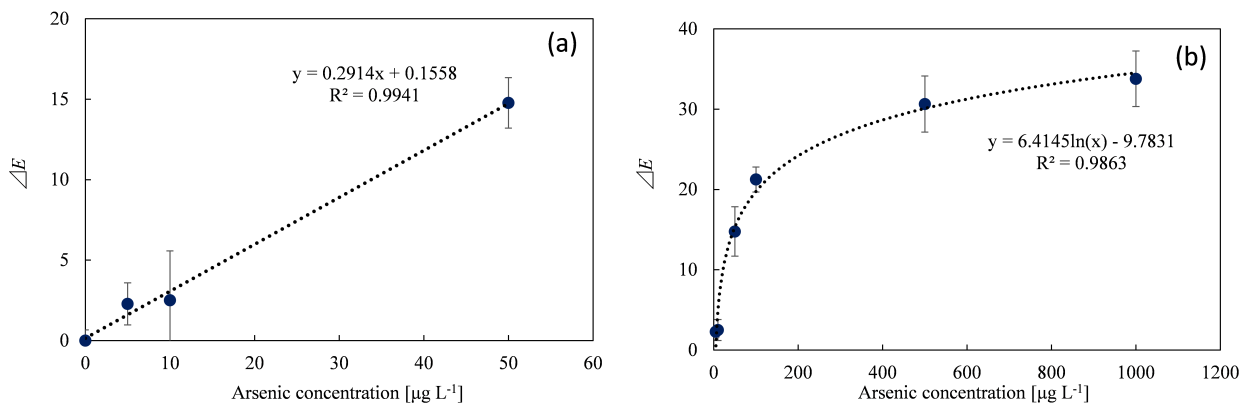 20
15
10
5
0
0
10
20
30
40
50
60
△E
Arsenic concentration [µg L⁻¹]
(a)
y = 0.2914x + 0.1558
R² = 0.9941
40
30
20
10
0
0
200
400
600
800
1000
1200
△E
Arsenic concentration [µg L⁻¹]
(b)
y = 6.4145ln(x) - 9.7831
R² = 0.9863